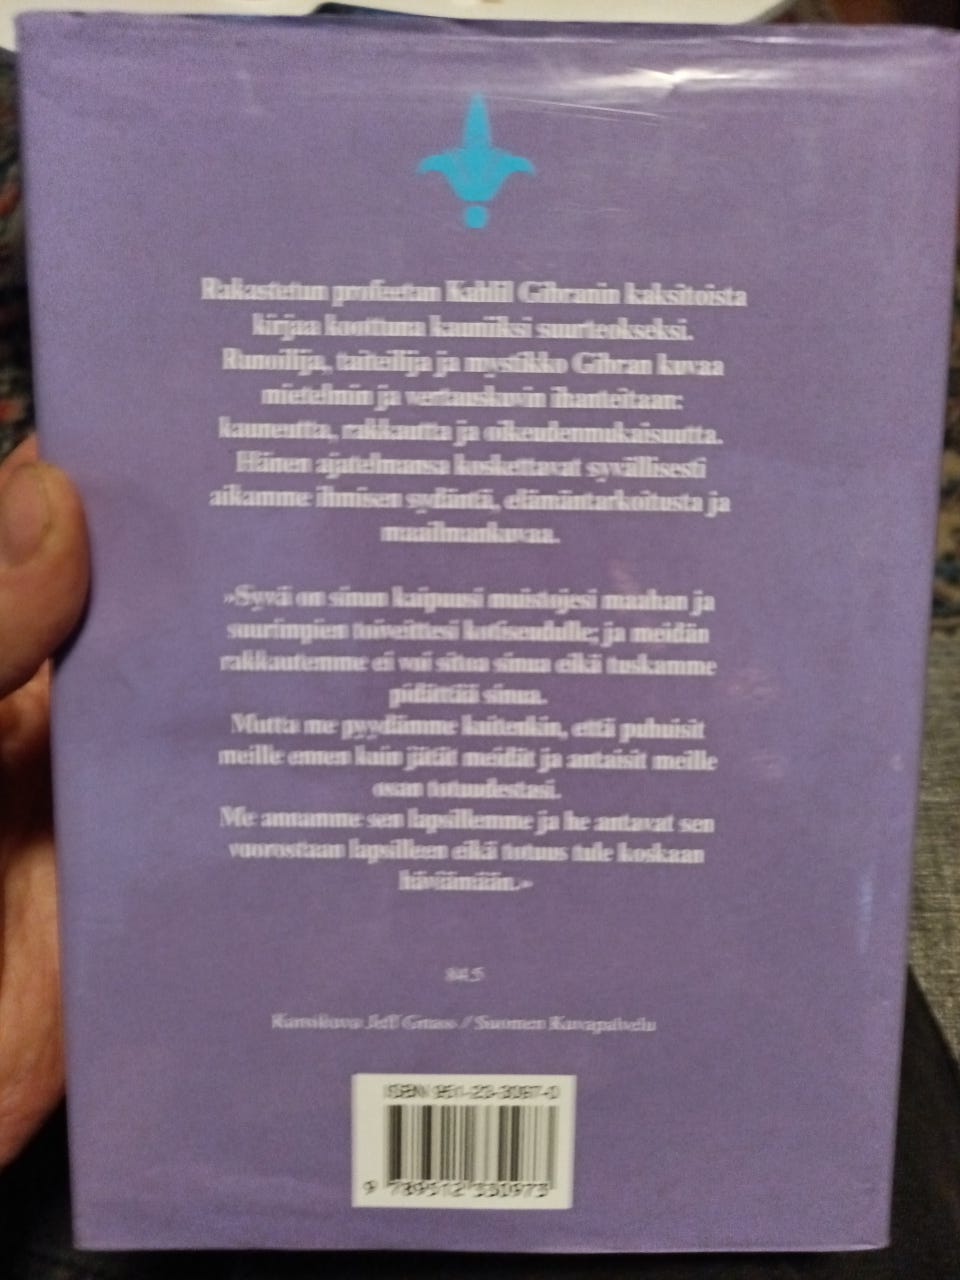 Rakastetun profeetan Kahlil Gibranin kaksitoista
kirjaa koottuna kauniiksi suurteokseksi.
Runoilija, taiteilija ja mystikko Gibran kuvaa
mietelmin ja vertauskuvin ihanteitaan:
kauneutta, rakkautta ja oikeudenmukaisuutta.
Hänen ajatelmansa koskettavat syvällisesti
aikamme ihmisen sydäntä, elämäntarkoitusta ja
maailmankuvaa.
»Syvä on sinun kaipuusi muistojesi maahan ja
suurimpien toiveittesi kotiseudulle; ja meidän
rakkautemme ei voi sitoa sinua eikä tuskamme
pidättää sinua.
Mutta me pyydämme kuitenkin, että puhuisit
meille ennen kuin jätät meidät ja antaisit meille
osan totuudestasi.
Me annamme sen lapsillemme ja he antavat sen
vuorostaan lapsilleen eikä totuus tule koskaan
häviämään.»
84.5
Kansikuva Jeff Gnass / Suomen Kuvapalvelu
ISBN 951-23-3097-0
9 789512 330973